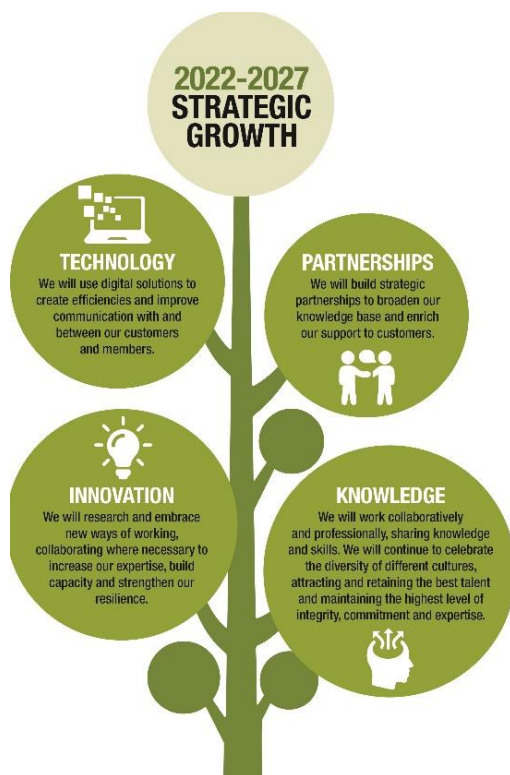 2022-2027
STRATEGIC
GROWTH
TECHNOLOGY
We will use digital solutions to
create efficiencies and improve
communication with and
between our customers
and members.
PARTNERSHIPS
We will build strategic
partnerships to broaden our
knowledge base and enrich
our support to customers.
INNOVATION
We will research and embrace
new ways of working,
collaborating where necessary to
increase our expertise, build
capacity and strengthen our
resilience.
KNOWLEDGE
We will work collaboratively
and professionally, sharing knowledge
and skills. We will continue to celebrate
the diversity of different cultures,
attracting and retaining the best talent
and maintaining the highest level of
integrity, commitment and expertise.